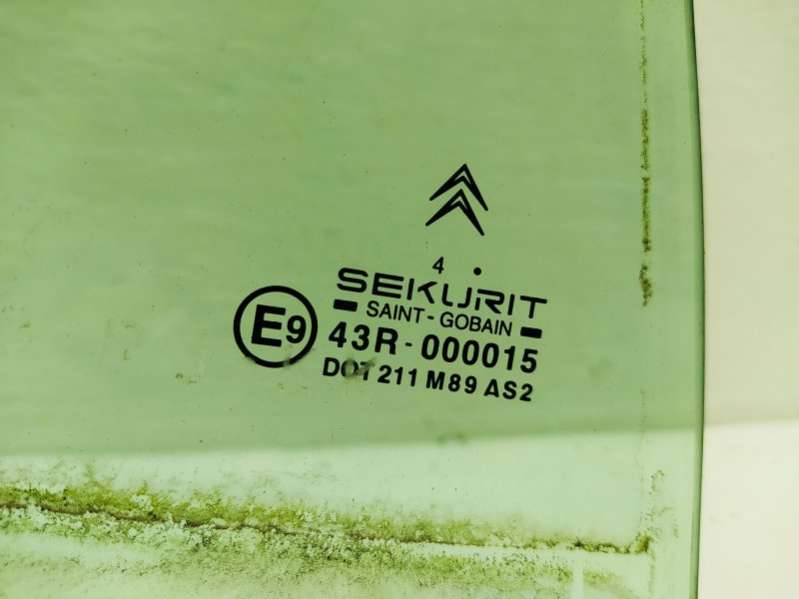 4 .
SEKURIT
SAINT-GOBAIN
E9
43R-000015
DOT 211 M89 AS2